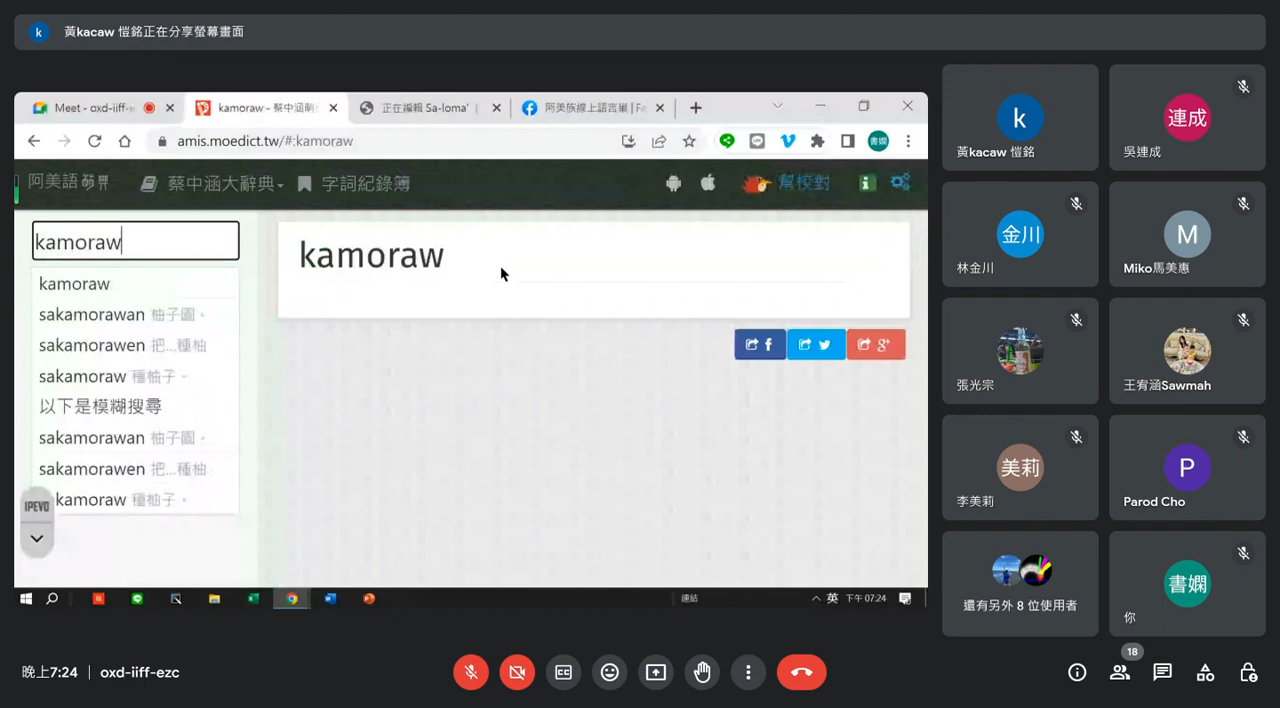 k 黃kacaw 愷銘正在分享螢幕畫面
Meet - oxd-iiff-e
kamoraw - 蔡中涵
正在編輯 Sa-loma'
阿美族線上語言巢 | Fa
amis.moedict.tw/#:kamoraw
書嫻
阿美語萌典
蔡中涵大辭典
字詞紀錄簿
幫校對
kamoraw
kamoraw
sakamorawan 柚子園。
sakamorawen 把...種柚
sakamoraw 種柚子。
以下是模糊搜尋
sakamorawan 柚子園。
sakamorawen 把...種柚
kamoraw 種柚子。
IPEVO
kamoraw
連結
英
下午 07:24
k
黃kacaw 愷銘
連成
吳連成
金川
林金川
M
Miko馬美惠
張光宗
王宥涵Sawmah
美莉
李美莉
P
Parod Cho
還有另外 8 位使用者
書嫻
你
晚上7:24 | oxd-iiff-ezc
18